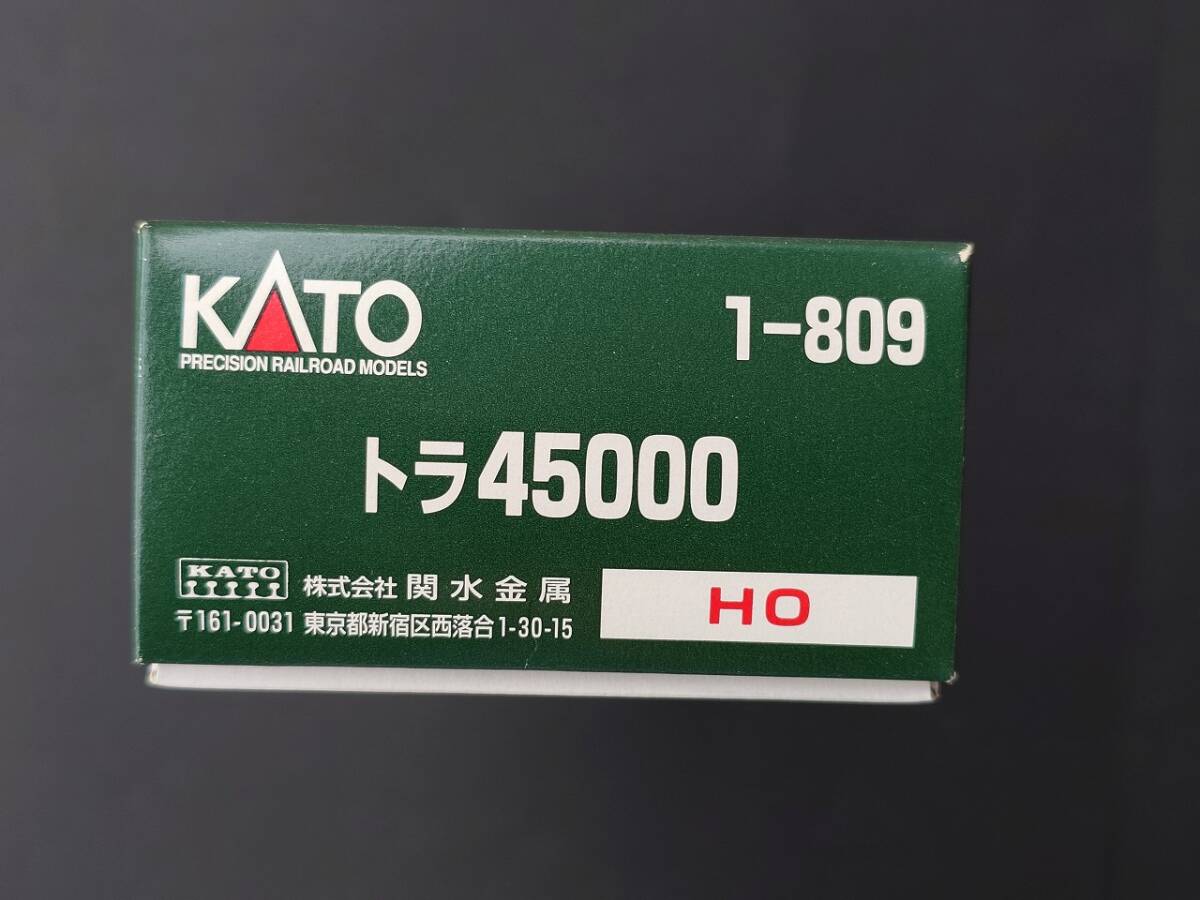 KATO
PRECISION RAILROAD MODELS
1-809
トラ45000
KATO 株式会社 関水金属
〒161-0031 東京都新宿区西落合1-30-15
HO